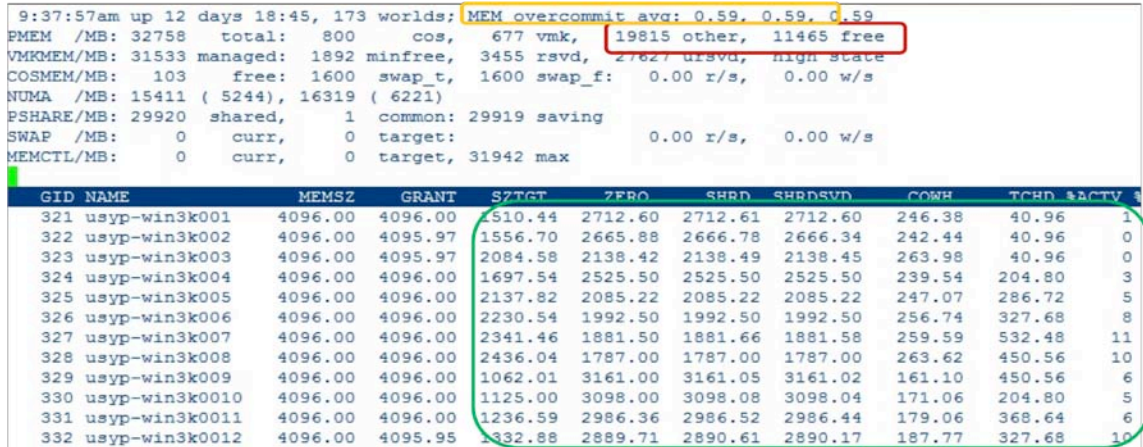 9:37:57am up 12 days 18:45, 173 worlds; MEM overcommit avg: 0.59, 0.59, 0.59
PMEM /MB: 32758 total: 800 cos, 677 vmk, 19815 other, 11465 free
VMKMEM/MB: 31533 managed: 1892 minfree, 3455 rsvd, 27627 ursvd, high state
COSMEM/MB: 103 free: 1600 swap_t, 1600 swap_f: 0.00 r/s, 0.00 w/s
NUMA /MB: 15411 ( 5244), 16319 ( 6221)
PSHARE/MB: 29920 shared, 1 common: 29919 saving
SWAP /MB: 0 curr, 0 target: 0.00 r/s, 0.00 w/s
MEMCTL/MB: 0 curr, 0 target, 31942 max
GID NAME MEMSZ GRANT SZTGT ZERO SHRD SHRDSVD COWH TCHD %ACTV %
321 usyp-win3k001 4096.00 4096.00 1510.44 2712.60 2712.61 2712.60 246.38 40.96 1
322 usyp-win3k002 4096.00 4095.97 1556.70 2665.88 2666.78 2666.34 242.44 40.96 0
323 usyp-win3k003 4096.00 4095.97 2084.58 2138.42 2138.49 2138.45 263.98 40.96 0
324 usyp-win3k004 4096.00 4096.00 1697.54 2525.50 2525.50 2525.50 239.54 204.80 3
325 usyp-win3k005 4096.00 4096.00 2137.82 2085.22 2085.22 2085.22 247.07 286.72 5
326 usyp-win3k006 4096.00 4096.00 2230.54 1992.50 1992.50 1992.50 256.74 327.68 8
327 usyp-win3k007 4096.00 4096.00 2341.46 1881.50 1881.66 1881.58 259.59 532.48 11
328 usyp-win3k008 4096.00 4096.00 2436.04 1787.00 1787.00 1787.00 263.62 450.56 10
329 usyp-win3k009 4096.00 4096.00 1062.01 3161.00 3161.05 3161.02 161.10 450.56 6
330 usyp-win3k0010 4096.00 4096.00 1125.00 3098.00 3098.08 3098.04 171.06 204.80 5
331 usyp-win3k0011 4096.00 4096.00 1236.59 2986.36 2986.52 2986.44 179.06 368.64 6
332 usyp-win3k0012 4096.00 4095.95 1332.88 2889.71 2890.61 2890.17 187.77 327.68 10